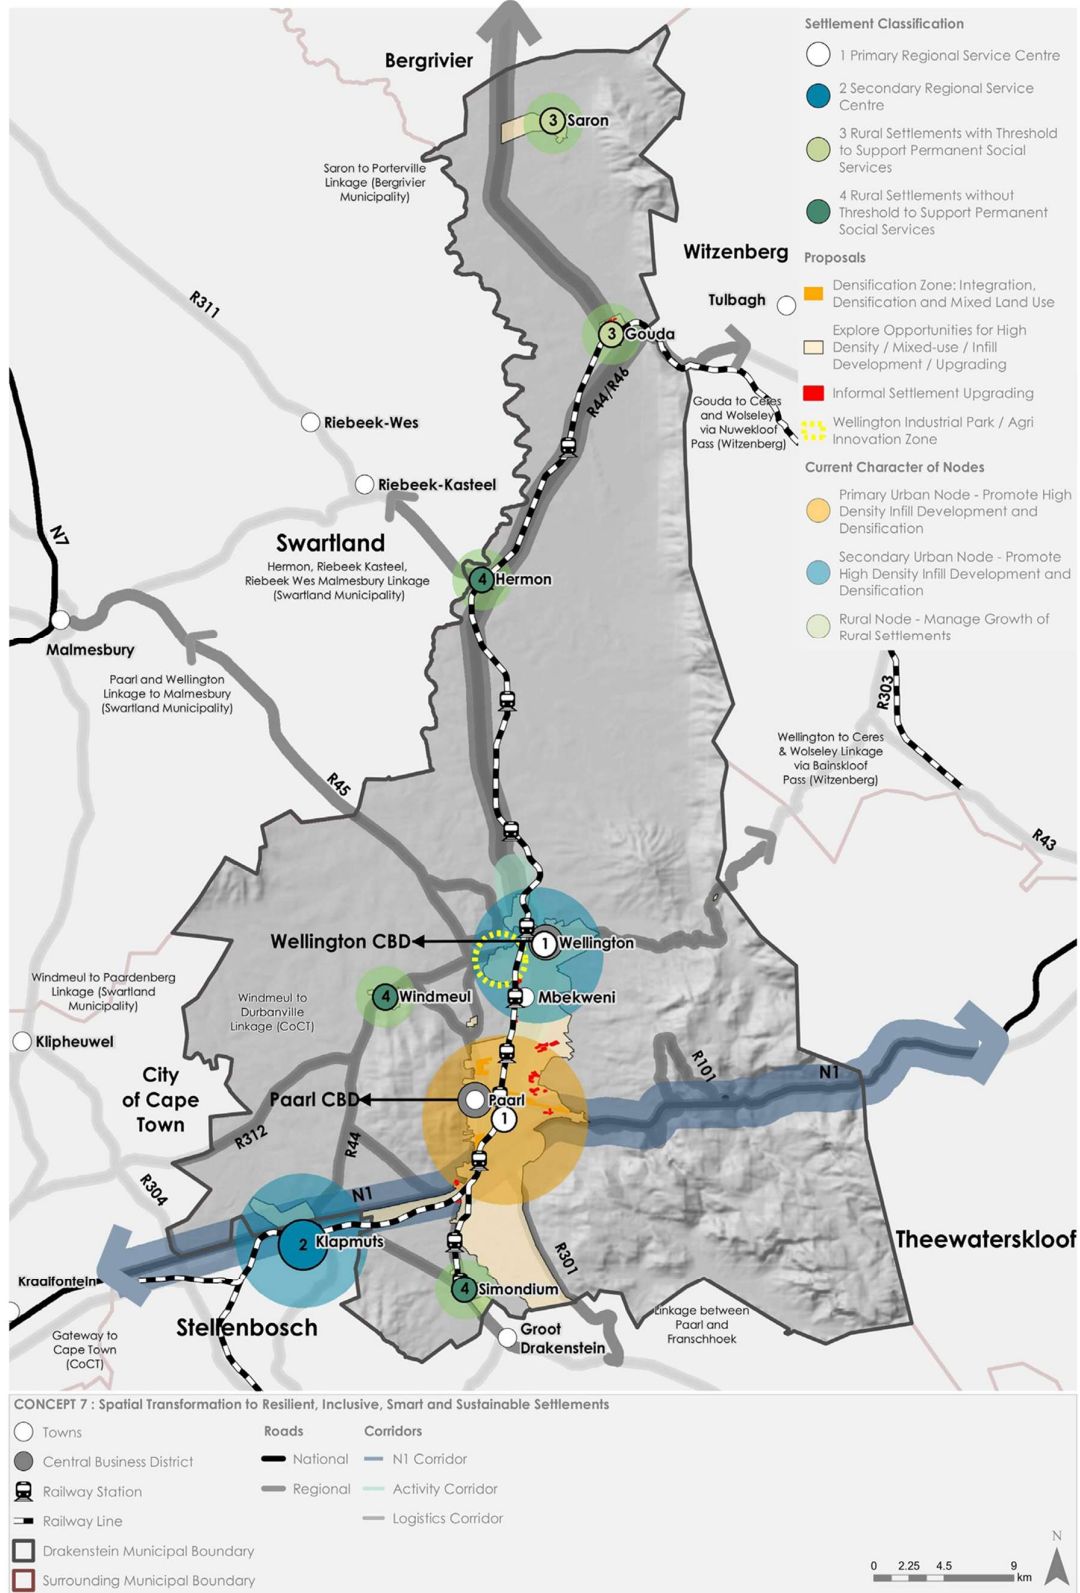 Bergrivier
3 Saron
Saron to Porterville
Linkage (Bergrivier
Municipality)
Witzenberg
Tulbagh
R311
3 Gouda
R44/R46
Gouda to Ceres
and Wolseley
via Nuwekloof
Pass (Witzenberg)
Riebeek-Wes
Riebeek-Kasteel
N7
Swartland
Hermon, Riebeek Kasteel,
Riebeek Wes Malmesbury Linkage
(Swartland Municipality)
4 Hermon
Malmesbury
Paarl and Wellington
Linkage to Malmesbury
(Swartland Municipality)
R303
Wellington to Ceres
& Wolseley Linkage
via Bainskloof
Pass (Witzenberg)
R45
R43
Wellington CBD
1 Wellington
Windmeul to Paardenberg
Linkage (Swartland
Municipality)
Windmeul to
Durbanville
Linkage (CoCT)
4 Windmeul
Mbekweni
Klipheuwel
City
of Cape
Town
R101
N1
Paarl CBD
Paarl
1
R312
R44
R304
N1
2 Klapmuts
Theewaterskloof
Kraaifontein
R301
4 Simondium
Stellenbosch
Gateway to
Cape Town
(CoCT)
Groot
Drakenstein
Linkage between
Paarl and
Franschhoek
Settlement Classification
1 Primary Regional Service Centre
2 Secondary Regional Service
Centre
3 Rural Settlements with Threshold
to Support Permanent Social
Services
4 Rural Settlements without
Threshold to Support Permanent
Social Services
Proposals
Densification Zone: Integration,
Densification and Mixed Land Use
Explore Opportunities for High
Density / Mixed-use / Infill
Development / Upgrading
Informal Settlement Upgrading
Wellington Industrial Park / Agri
Innovation Zone
Current Character of Nodes
Primary Urban Node - Promote High
Density Infill Development and
Densification
Secondary Urban Node - Promote
High Density Infill Development and
Densification
Rural Node - Manage Growth of
Rural Settlements
CONCEPT 7 : Spatial Transformation to Resilient, Inclusive, Smart and Sustainable Settlements
Towns
Central Business District
Railway Station
Railway Line
Drakenstein Municipal Boundary
Surrounding Municipal Boundary
Roads
National
Regional
Corridors
N1 Corridor
Activity Corridor
Logistics Corridor
N
0 2.25 4.5 9
km